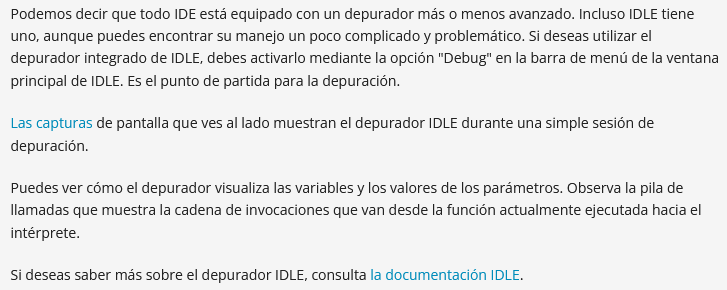 Podemos decir que todo IDE está equipado con un depurador más o menos avanzado. Incluso IDLE tiene
uno, aunque puedes encontrar su manejo un poco complicado y problemático. Si deseas utilizar el
depurador integrado de IDLE, debes activarlo mediante la opción "Debug" en la barra de menú de la ventana
principal de IDLE. Es el punto de partida para la depuración.
Las capturas de pantalla que ves al lado muestran el depurador IDLE durante una simple sesión de
depuración.
Puedes ver cómo el depurador visualiza las variables y los valores de los parámetros. Observa la pila de
llamadas que muestra la cadena de invocaciones que van desde la función actualmente ejecutada hacia el
intérprete.
Si deseas saber más sobre el depurador IDLE, consulta la documentación IDLE.